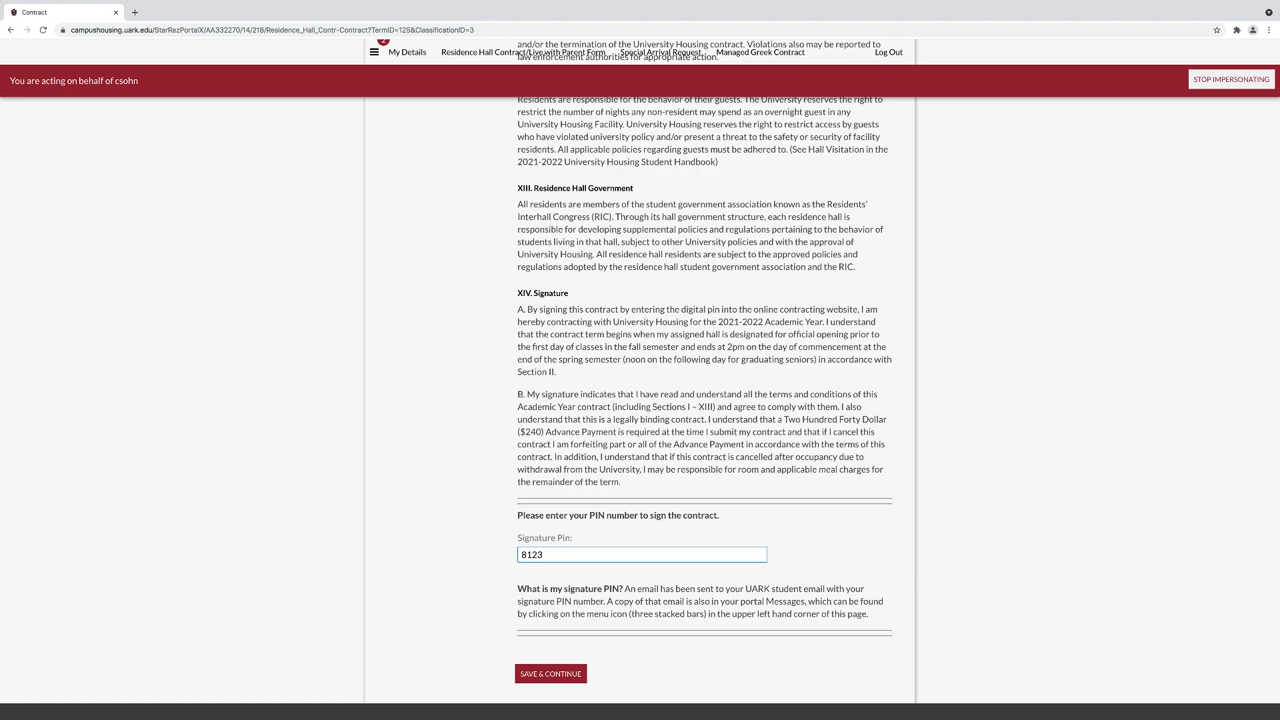 Contract
campushousing.uark.edu/StarRezPortalX/AA332270/14/218/Residence_Hall_Contr-Contract?TermID=125&ClassificationID=3
2
and/or the termination of the University Housing contract. Violations also may be reported to
My Details Residence Hall Contract/Live with Parent Form Special Arrival Request Managed Greek Contract Log Out
law enforcement authorities for appropriate action.
You are acting on behalf of csohn
STOP IMPERSONATING
Residents are responsible for the behavior of their guests. The University reserves the right to
restrict the number of nights any non-resident may spend as an overnight guest in any
University Housing Facility. University Housing reserves the right to restrict access by guests
who have violated university policy and/or present a threat to the safety or security of facility
residents. All applicable policies regarding guests must be adhered to. (See Hall Visitation in the
2021-2022 University Housing Student Handbook)
XIII. Residence Hall Government
All residents are members of the student government association known as the Residents'
Interhall Congress (RIC). Through its hall government structure, each residence hall is
responsible for developing supplemental policies and regulations pertaining to the behavior of
students living in that hall, subject to other University policies and with the approval of
University Housing. All residence hall residents are subject to the approved policies and
regulations adopted by the residence hall student government association and the RIC.
XIV. Signature
A. By signing this contract by entering the digital pin into the online contracting website, I am
hereby contracting with University Housing for the 2021-2022 Academic Year. I understand
that the contract term begins when my assigned hall is designated for official opening prior to
the first day of classes in the fall semester and ends at 2pm on the day of commencement at the
end of the spring semester (noon on the following day for graduating seniors) in accordance with
Section II.
B. My signature indicates that I have read and understand all the terms and conditions of this
Academic Year contract (including Sections I – XIII) and agree to comply with them. I also
understand that this is a legally binding contract. I understand that a Two Hundred Forty Dollar
($240) Advance Payment is required at the time I submit my contract and that if I cancel this
contract I am forfeiting part or all of the Advance Payment in accordance with the terms of this
contract. In addition, I understand that if this contract is cancelled after occupancy due to
withdrawal from the University, I may be responsible for room and applicable meal charges for
the remainder of the term.
Please enter your PIN number to sign the contract.
Signature Pin:
8123
What is my signature PIN? An email has been sent to your UARK student email with your
signature PIN number. A copy of that email is also in your portal Messages, which can be found
by clicking on the menu icon (three stacked bars) in the upper left hand corner of this page.
SAVE & CONTINUE